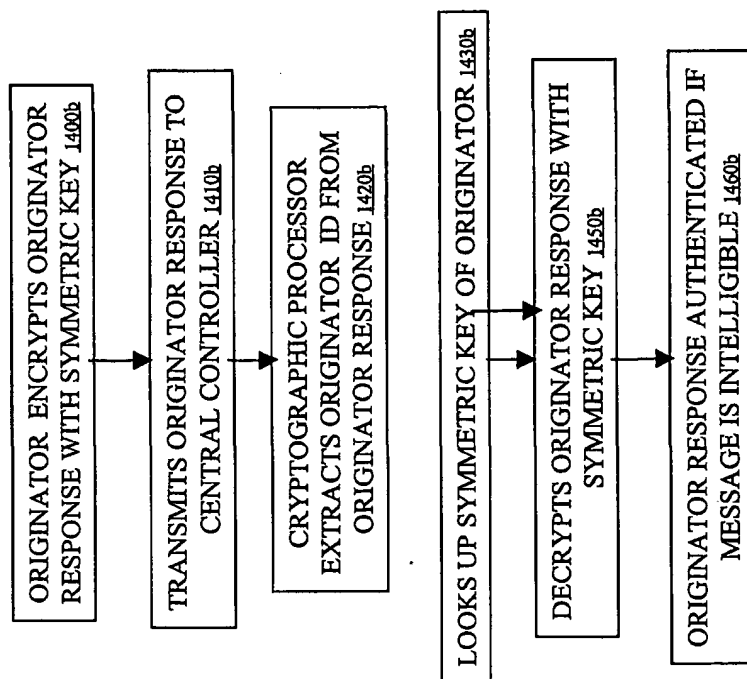 ORIGINATOR ENCRYPTS ORIGINATOR
RESPONSE WITH SYMMETRIC KEY 1400b
TRANSMITS ORIGINATOR RESPONSE TO
CENTRAL CONTROLLER 1410b
CRYPTOGRAPHIC PROCESSOR
EXTRACTS ORIGINATOR ID FROM
ORIGINATOR RESPONSE 1420b
LOOKS UP SYMMETRIC KEY OF ORIGINATOR 1430b
DECRYPTS ORIGINATOR RESPONSE WITH
SYMMETRIC KEY 1450b
ORIGINATOR RESPONSE AUTHENTICATED IF
MESSAGE IS INTELLIGIBLE 1460b